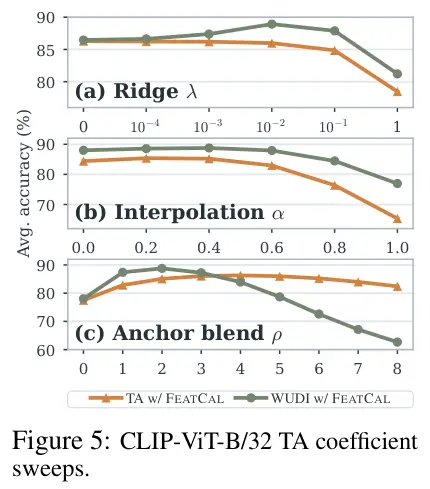 90
85
80
(a) Ridge λ
0 10⁻⁴ 10⁻³ 10⁻² 10⁻¹ 1
Avg. accuracy (%)
90
80
70
(b) Interpolation α
0.0 0.2 0.4 0.6 0.8 1.0
90
80
70
60
(c) Anchor blend ρ
0 1 2 3 4 5 6 7 8
TA w/ FEATCAL WUDI w/ FEATCAL
Figure 5: CLIP-ViT-B/32 TA coefficient
sweeps.